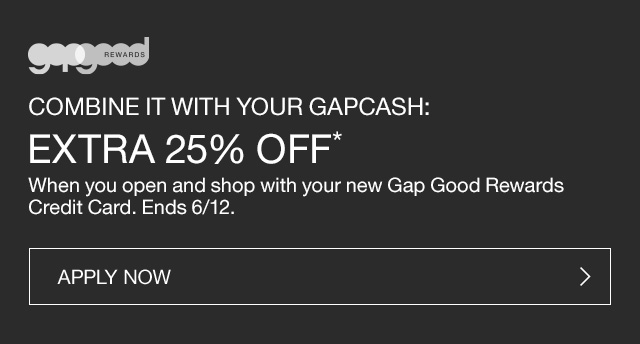 gapgood REWARDS
COMBINE IT WITH YOUR GAPCASH:
EXTRA 25% OFF*
When you open and shop with your new Gap Good Rewards
Credit Card. Ends 6/12.
APPLY NOW